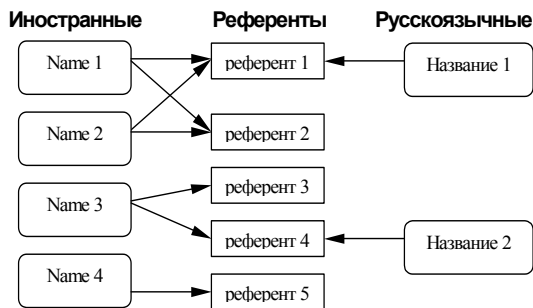 Иностранные Референты Русскоязычные
Name 1 референт 1 Название 1
Name 2 референт 2
Name 3 референт 3
референт 4 Название 2
Name 4 референт 5